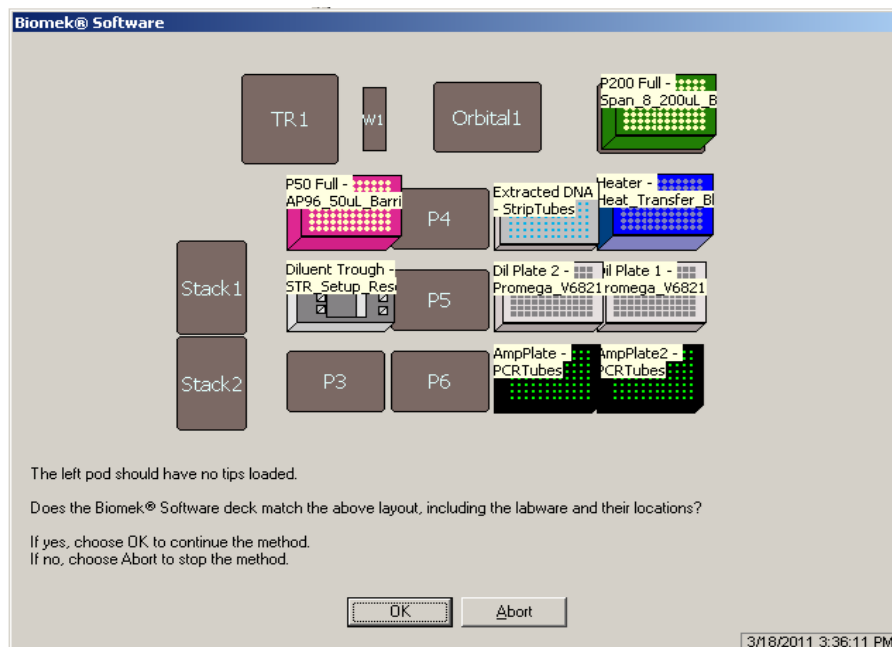 Biomek® Software
TR1
W1
Orbital1
P200 Full -
Span_8_200uL_B
P50 Full -
AP96_50uL_Barri
P4
Extracted DNA
- StripTubes
Heater -
Heat_Transfer_Bl
Stack1
Diluent Trough -
STR_Setup_Res
P5
Dil Plate 2 -
Promega_V6821
il Plate 1 -
romega_V6821
Stack2
P3
P6
AmpPlate -
PCRTubes
AmpPlate2 -
PCRTubes
The left pod should have no tips loaded.
Does the Biomek® Software deck match the above layout, including the labware and their locations?
If yes, choose OK to continue the method.
If no, choose Abort to stop the method.
OK
Abort
3/18/2011 3:36:11 PM